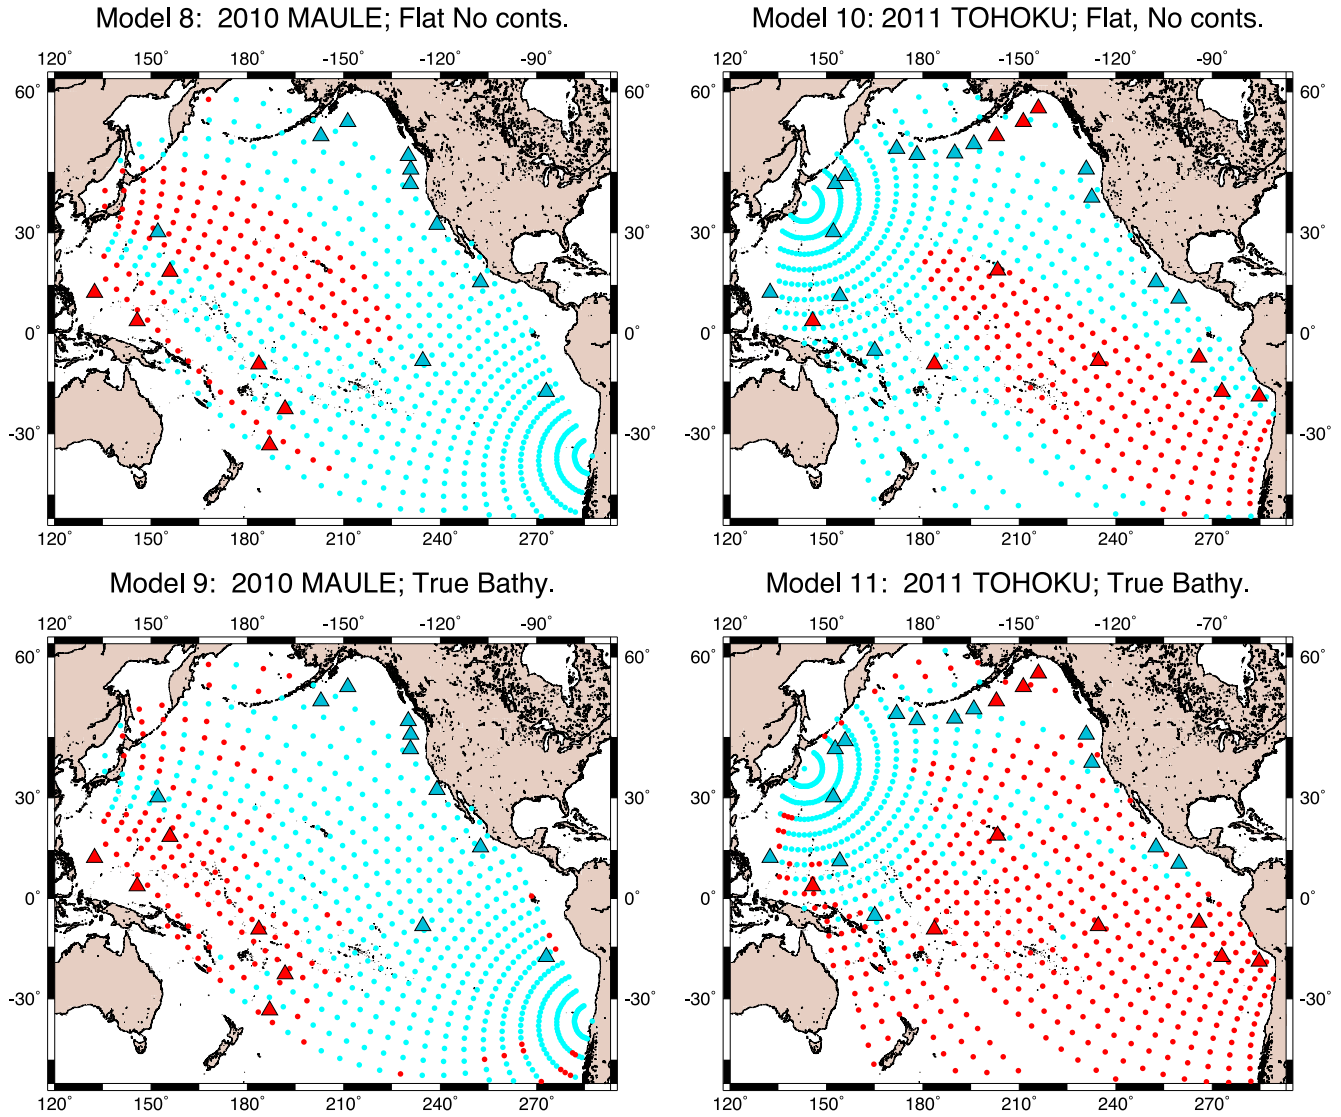 Model 8:  2010 MAULE; Flat No conts.
Model 10: 2011 TOHOKU; Flat, No conts.
120˚ 150˚ 180˚ -150˚ -120˚ -90˚
120˚ 150˚ 180˚ -150˚ -120˚ -90˚
60˚ 60˚ 60˚ 60˚
30˚ 30˚ 30˚ 30˚
0˚ 0˚ 0˚ 0˚
-30˚ -30˚ -30˚ -30˚
120˚ 150˚ 180˚ 210˚ 240˚ 270˚
120˚ 150˚ 180˚ 210˚ 240˚ 270˚
Model 9:  2010 MAULE; True Bathy.
Model 11:  2011 TOHOKU; True Bathy.
120˚ 150˚ 180˚ -150˚ -120˚ -90˚
120˚ 150˚ 180˚ -150˚ -120˚ -70˚
60˚ 60˚ 60˚ 60˚
30˚ 30˚ 30˚ 30˚
0˚ 0˚ 0˚ 0˚
-30˚ -30˚ -30˚ -30˚
120˚ 150˚ 180˚ 210˚ 240˚ 270˚
120˚ 150˚ 180˚ 210˚ 240˚ 270˚